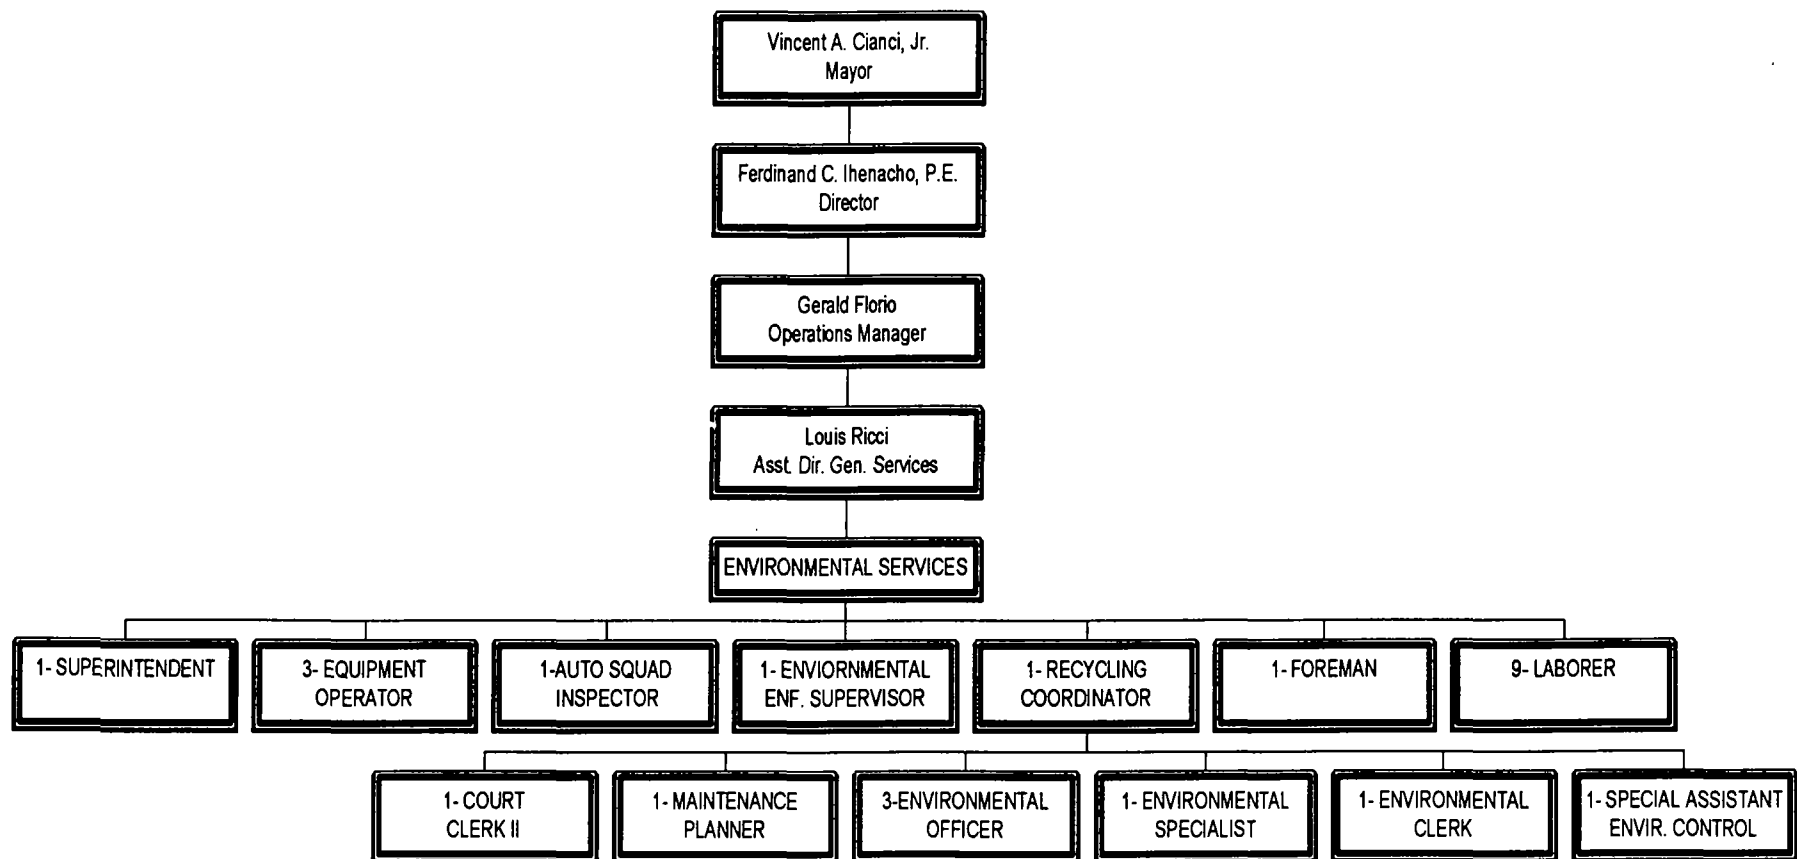 Vincent A. Cianci, Jr.
Mayor
Ferdinand C. Ihenacho, P.E.
Director
Gerald Florio
Operations Manager
Louis Ricci
Asst. Dir. Gen. Services
ENVIRONMENTAL SERVICES
1- SUPERINTENDENT
3- EQUIPMENT
OPERATOR
1-AUTO SQUAD
INSPECTOR
1- ENVIORNMENTAL
ENF. SUPERVISOR
1- RECYCLING
COORDINATOR
1- FOREMAN
9- LABORER
1- COURT
CLERK II
1- MAINTENANCE
PLANNER
3-ENVIRONMENTAL
OFFICER
1- ENVIRONMENTAL
SPECIALIST
1- ENVIRONMENTAL
CLERK
1- SPECIAL ASSISTANT
ENVIR. CONTROL